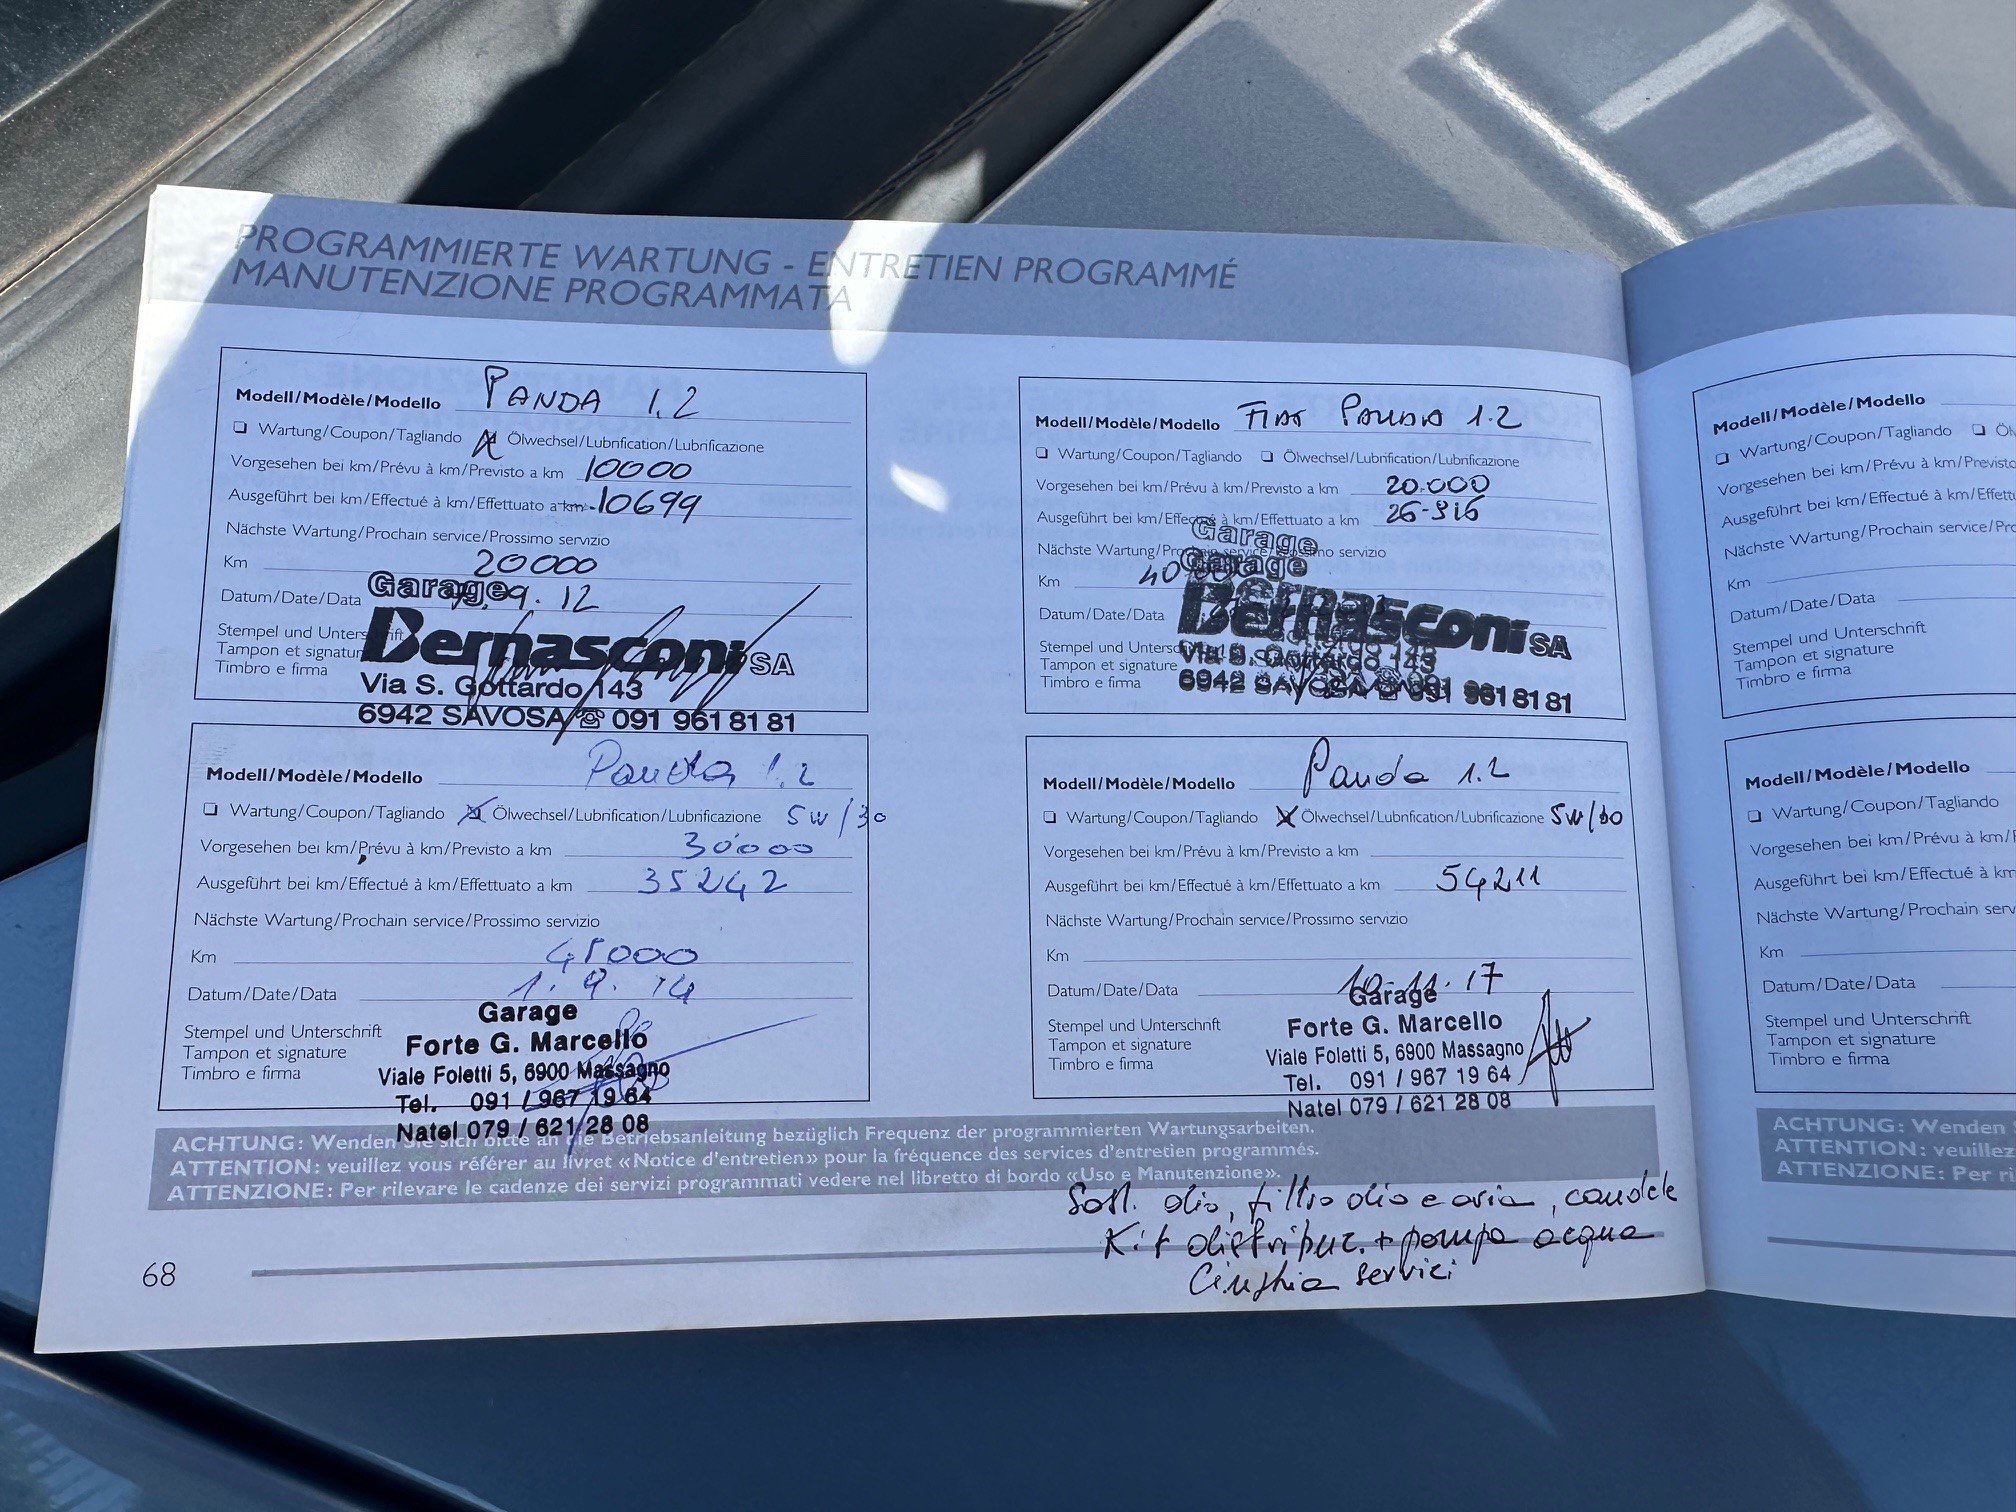 PROGRAMMIERTE WARTUNG - ENTRETIEN PROGRAMMÉ
MANUTENZIONE PROGRAMMATA
Modell/Modèle/Modello PANDA 1.2
Wartung/Coupon/Tagliando Ölwechsel/Lubrification/Lubrificazione
Vorgesehen bei km/Prévu à km/Previsto a km 10000
Ausgeführt bei km/Effectué à km/Effettuato a km 10699
Nächste Wartung/Prochain service/Prossimo servizio
Km 20000
Datum/Date/Data 9.12
Stempel und Unterschrift
Tampon et signature
Timbro e firma
Garage
Bernasconi SA
Via S. Gottardo 143
6942 SAVOSA ☎ 091 961 81 81
Modell/Modèle/Modello FIAT PANDA 1.2
Wartung/Coupon/Tagliando Ölwechsel/Lubrification/Lubrificazione
Vorgesehen bei km/Prévu à km/Previsto a km 20.000
Ausgeführt bei km/Effectué à km/Effettuato a km
Nächste Wartung/Prochain service/Prossimo servizio
Km
Datum/Date/Data
Stempel und Unterschrift
Tampon et signature
Timbro e firma
Garage
Garage
Bernasconi SA
Via S. Gottardo 143
6942 SAVOSA ☎ 091 961 81 81
Modell/Modèle/Modello Panda 1.2
Wartung/Coupon/Tagliando Ölwechsel/Lubrification/Lubrificazione 5W/30
Vorgesehen bei km/Prévu à km/Previsto a km 30'000
Ausgeführt bei km/Effectué à km/Effettuato a km 35242
Nächste Wartung/Prochain service/Prossimo servizio
Km 45000
Datum/Date/Data 1.9.14
Stempel und Unterschrift
Tampon et signature
Timbro e firma
Garage
Forte G. Marcello
Viale Foletti 5, 6900 Massagno
Tel. 091 / 967 19 64
Natel 079 / 621 28 08
Modell/Modèle/Modello Panda 1.2
Wartung/Coupon/Tagliando Ölwechsel/Lubrification/Lubrificazione 5W/30
Vorgesehen bei km/Prévu à km/Previsto a km
Ausgeführt bei km/Effectué à km/Effettuato a km 54211
Nächste Wartung/Prochain service/Prossimo servizio
Km
Datum/Date/Data 10.11.17
Stempel und Unterschrift
Tampon et signature
Timbro e firma
Garage
Forte G. Marcello
Viale Foletti 5, 6900 Massagno
Tel. 091 / 967 19 64
Natel 079 / 621 28 08
ACHTUNG: Wenden Sie sich bitte an die Betriebsanleitung bezüglich Frequenz der programmierten Wartungsarbeiten.
ATTENTION: veuillez vous référer au livret «Notice d'entretien» pour la fréquence des services d'entretien programmés.
ATTENZIONE: Per rilevare le cadenze dei servizi programmati vedere nel libretto di bordo «Uso e Manutenzione».
Sost. olio, filtro olio e aria, candele
Kit distribuz. + pompa acqua
Cinghia servizi
68
Modell/Modèle/Modello
Wartung/Coupon/Tagliando
Vorgesehen bei km/Prévu à km/Previsto
Ausgeführt bei km/Effectué à km/
Nächste Wartung/Prochain service/
Km
Datum/Date/Data
Stempel und Unterschrift
Tampon et signature
Timbro e firma
Modell/Modèle/Modello
Wartung/Coupon/Tagliando
Vorgesehen bei km/Prévu à km/
Ausgeführt bei km/Effectué à km
Nächste Wartung/Prochain
Km
Datum/Date/Data
Stempel und Unterschrift
Tampon et signature
Timbro e firma
ACHTUNG: Wenden
ATTENTION: veuillez
ATTENZIONE: Per